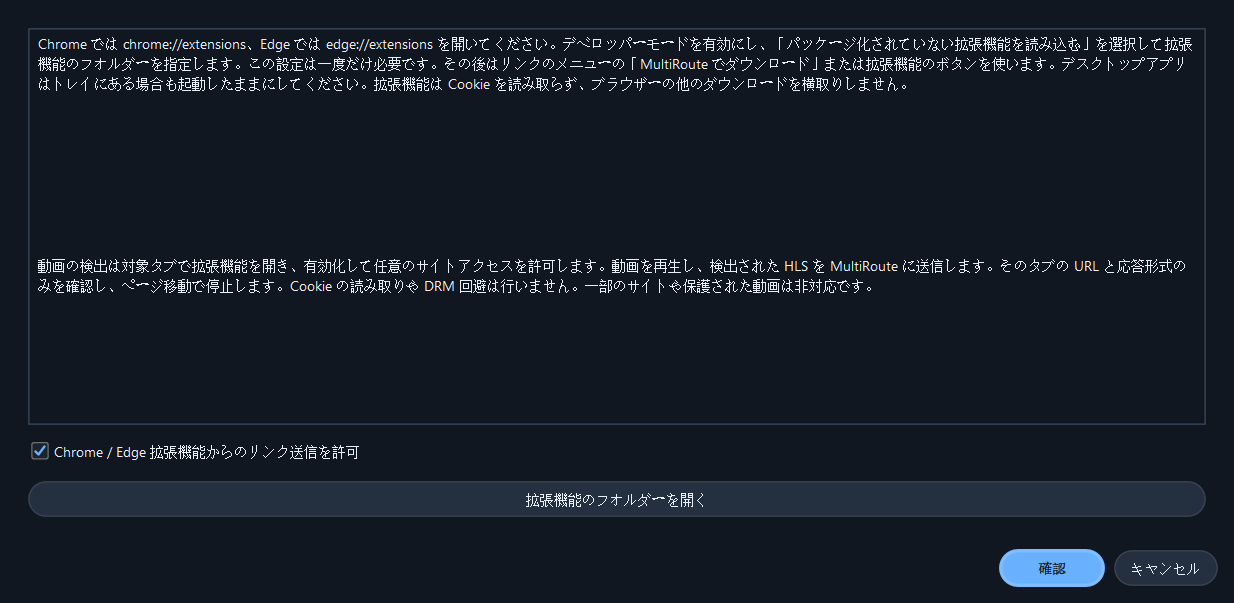 Chrome では chrome://extensions、Edge では edge://extensions を開いてください。デベロッパーモードを有効にし、「パッケージ化されていない拡張機能を読み込む」を選択して拡張
機能のフォルダーを指定します。この設定は一度だけ必要です。その後はリンクのメニューの「MultiRoute でダウンロード」または拡張機能のボタンを使います。デスクトップアプリ
はトレイにある場合も起動したままにしてください。拡張機能は Cookie を読み取らず、ブラウザーの他のダウンロードを横取りしません。
動画の検出は対象タブで拡張機能を開き、有効化して任意のサイトアクセスを許可します。動画を再生し、検出された HLS を MultiRoute に送信します。そのタブの URL と応答形式の
みを確認し、ページ移動で停止します。Cookie の読み取りや DRM 回避は行いません。一部のサイトや保護された動画は非対応です。
Chrome / Edge 拡張機能からのリンク送信を許可
拡張機能のフォルダーを開く
確認
キャンセル